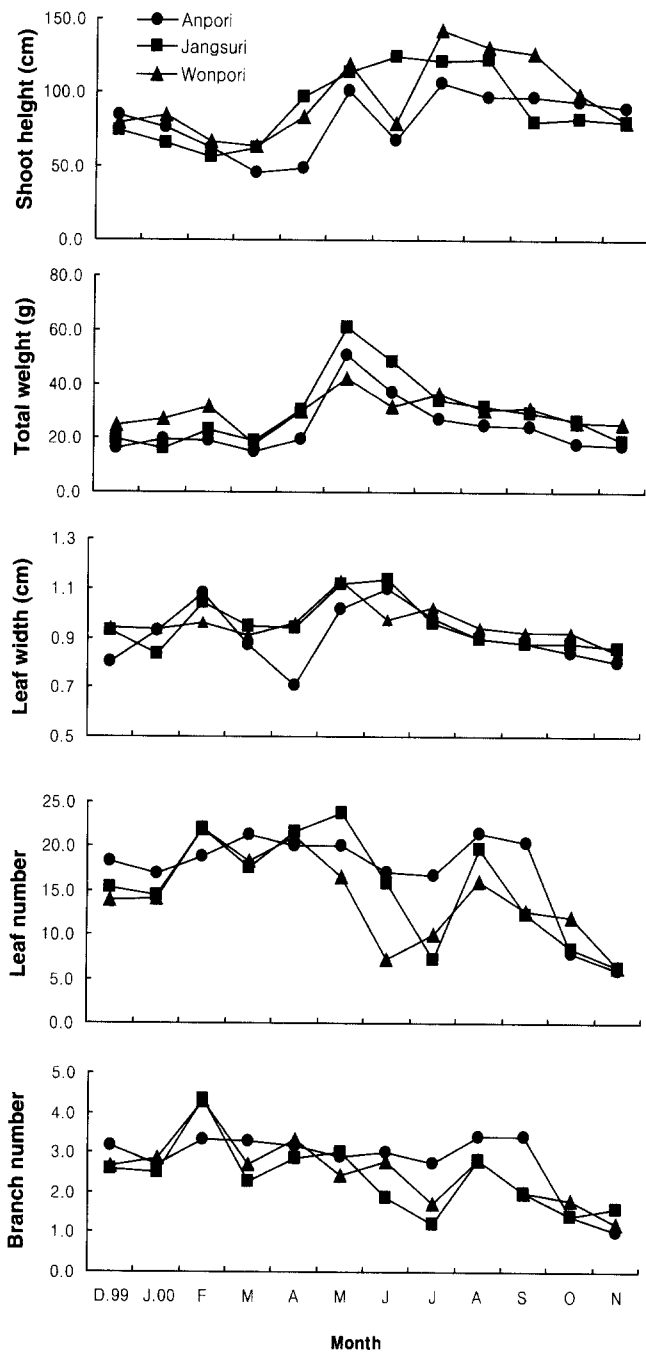 150.0
Anpori
Jangsuri
Wonpori
100.0
50.0
0.0
Shoot height (cm)
80.0
60.0
40.0
20.0
0.0
Total weight (g)
1.3
1.1
0.9
0.7
0.5
Leaf width (cm)
25.0
20.0
15.0
10.0
5.0
0.0
Leaf number
5.0
4.0
3.0
2.0
1.0
0.0
Branch number
D.99 J.00 F M A M J J A S O N
Month